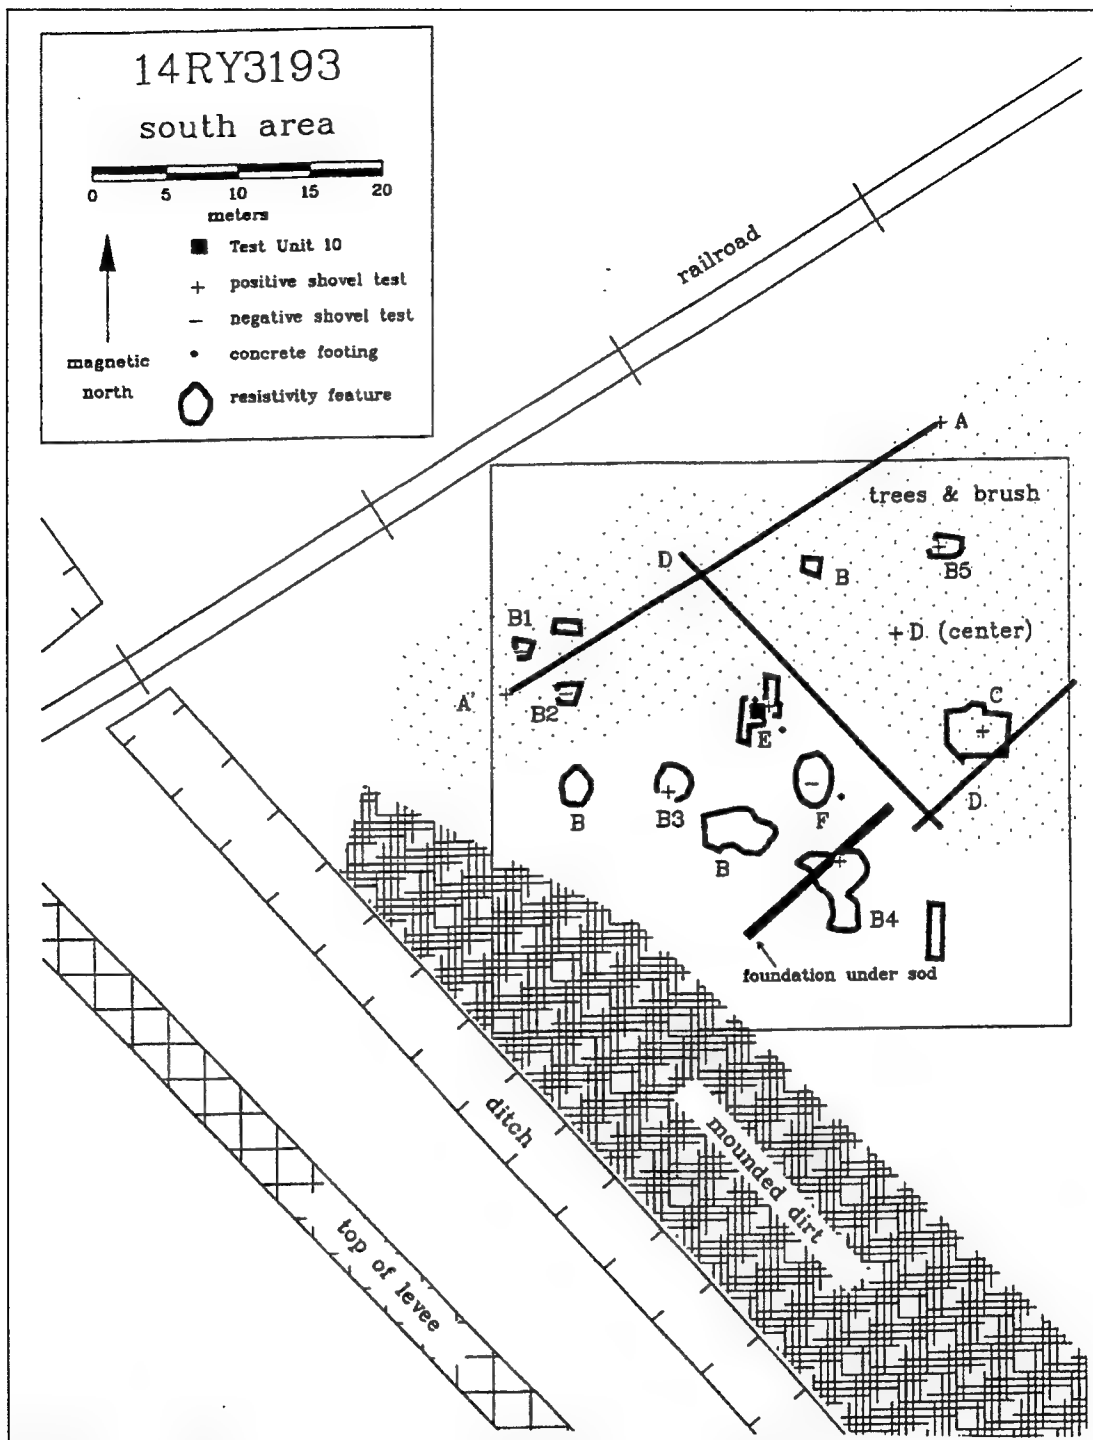 14RY3193
south area
0 5 10 15 20
meters
Test Unit 10
+ positive shovel test
- negative shovel test
• concrete footing
resistivity feature
magnetic
north
railroad
+ A
trees & brush
D
B
B5
B1
+ D (center)
A'
B2
C
E
D
B
B3
F
B
B4
foundation under sod
ditch
mounded dirt
top of levee